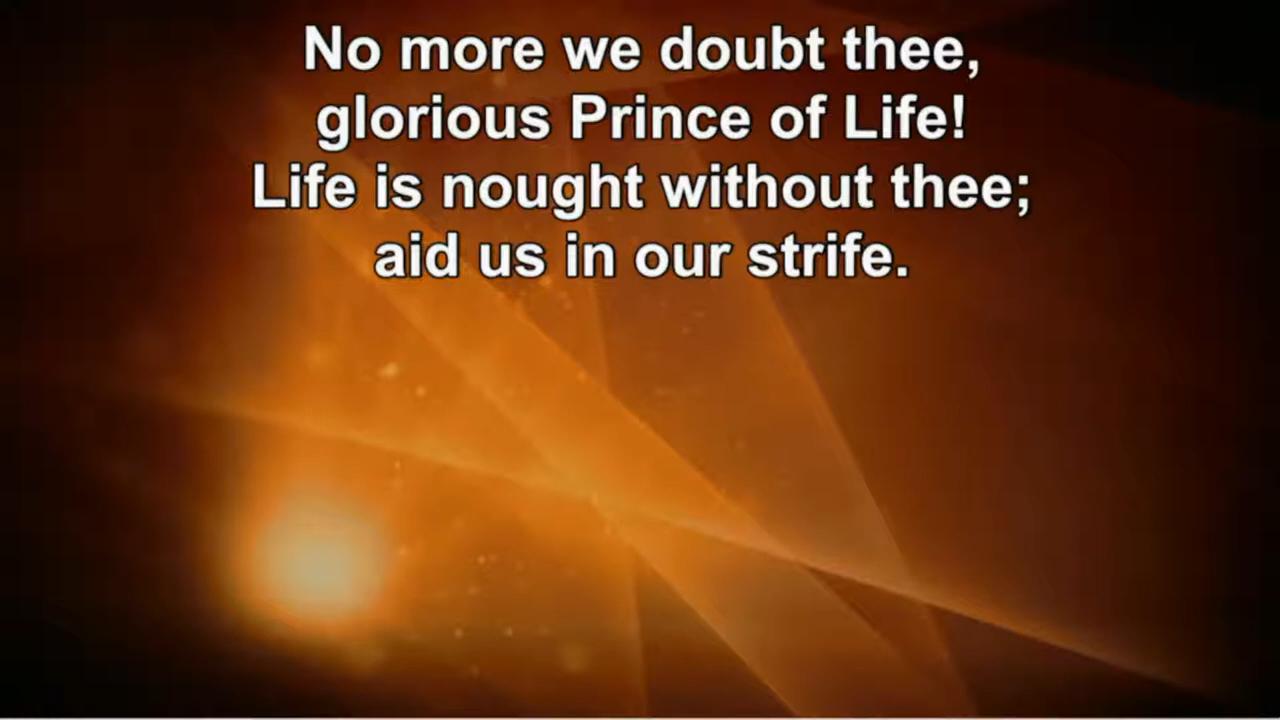 No more we doubt thee,
glorious Prince of Life!
Life is nought without thee;
aid us in our strife.